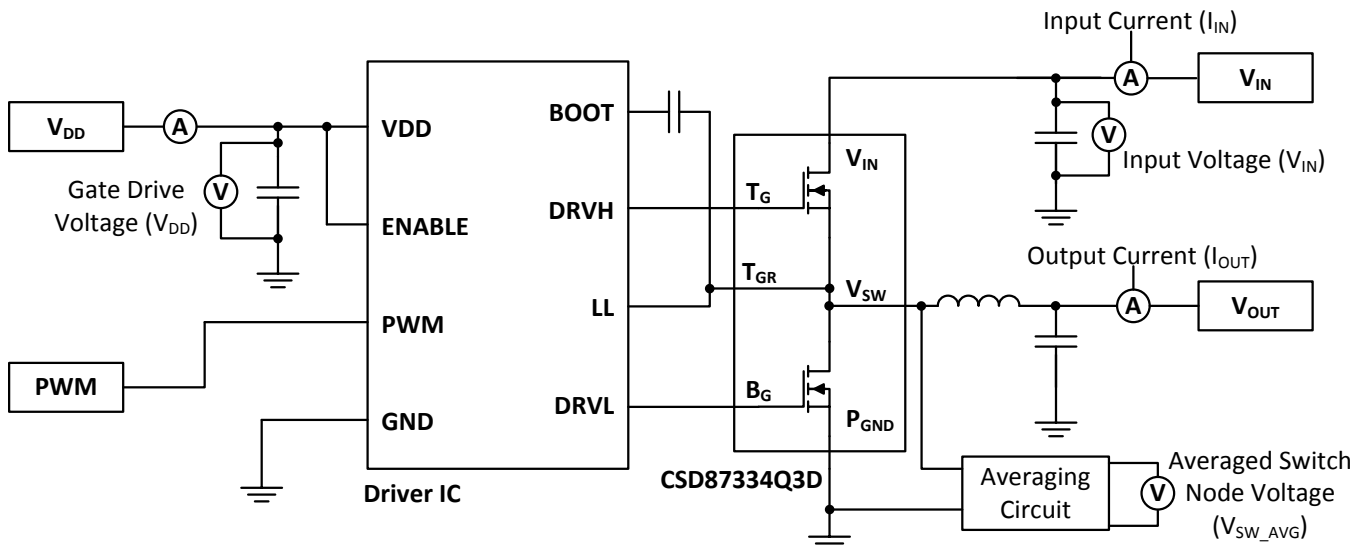 Input Current (I_IN)
A
V_IN
V
Input Voltage (V_IN)
V_DD
A
V
Gate Drive
Voltage (V_DD)
VDD
ENABLE
PWM
GND
BOOT
DRVH
LL
DRVL
Driver IC
PWM
V_IN
T_G
T_GR
V_SW
B_G
P_GND
CSD87334Q3D
Output Current (I_OUT)
A
V_OUT
Averaging
Circuit
V
Averaged Switch
Node Voltage
(V_SW_AVG)